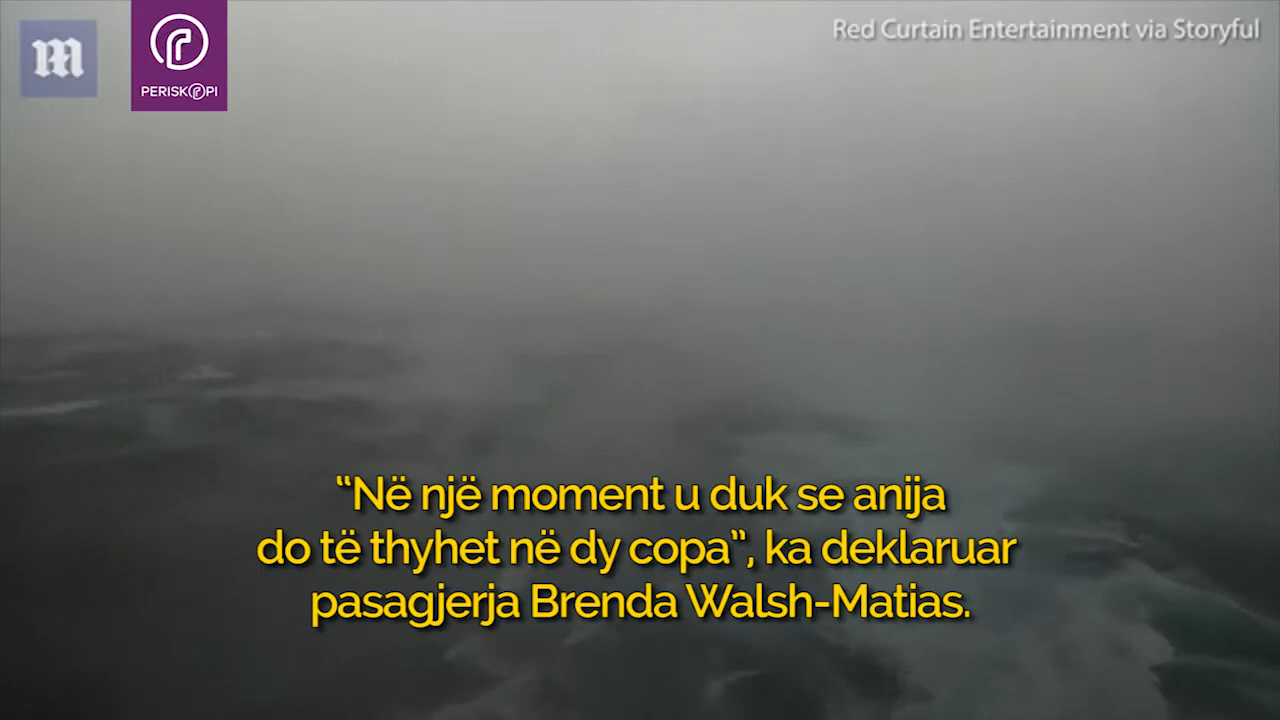 Red Curtain Entertainment via Storyful
M
PERISKOPI
“Në një moment u duk se anija
do të thyhet në dy copa”, ka deklaruar
pasagjerja Brenda Walsh-Matias.